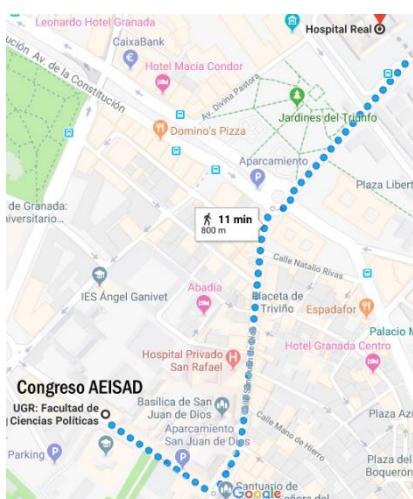 Leonardo Hotel Granada
Hospital Real
CaixaBank
ución Av. de la Constitución
Hotel Macia Condor
Av. Divina Pastora
Jardines del Triunfo
Domino's Pizza
Aparcamiento
Plaza Libert
de Granada:
niversitario...
11 min
800 m
Calle Natalio Rivas
IES Ángel Ganivet
Abadía
Placeta de
Triviño
Espadafor
Palacio M
Hotel Granada Centro
Hospital Privado
San Rafael
Congreso AEISAD
UGR: Facultad de
Ciencias Políticas
Basílica de San
Juan de Dios
Plaza Az
Calle Mano de Hierro
Aparcamiento
San Juan de Dios
Parking
Plaza del
Boquerón
Santuario de
Google